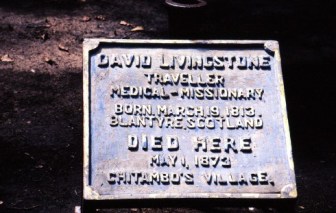 DAVID LIVINGSTONE
TRAVELLER
MEDICAL-MISSIONARY
BORN, MARCH, 19, 1813
BLANTYRE, SCOTLAND
DIED HERE
MAY 1, 1873
CHITAMBO'S VILLAGE,